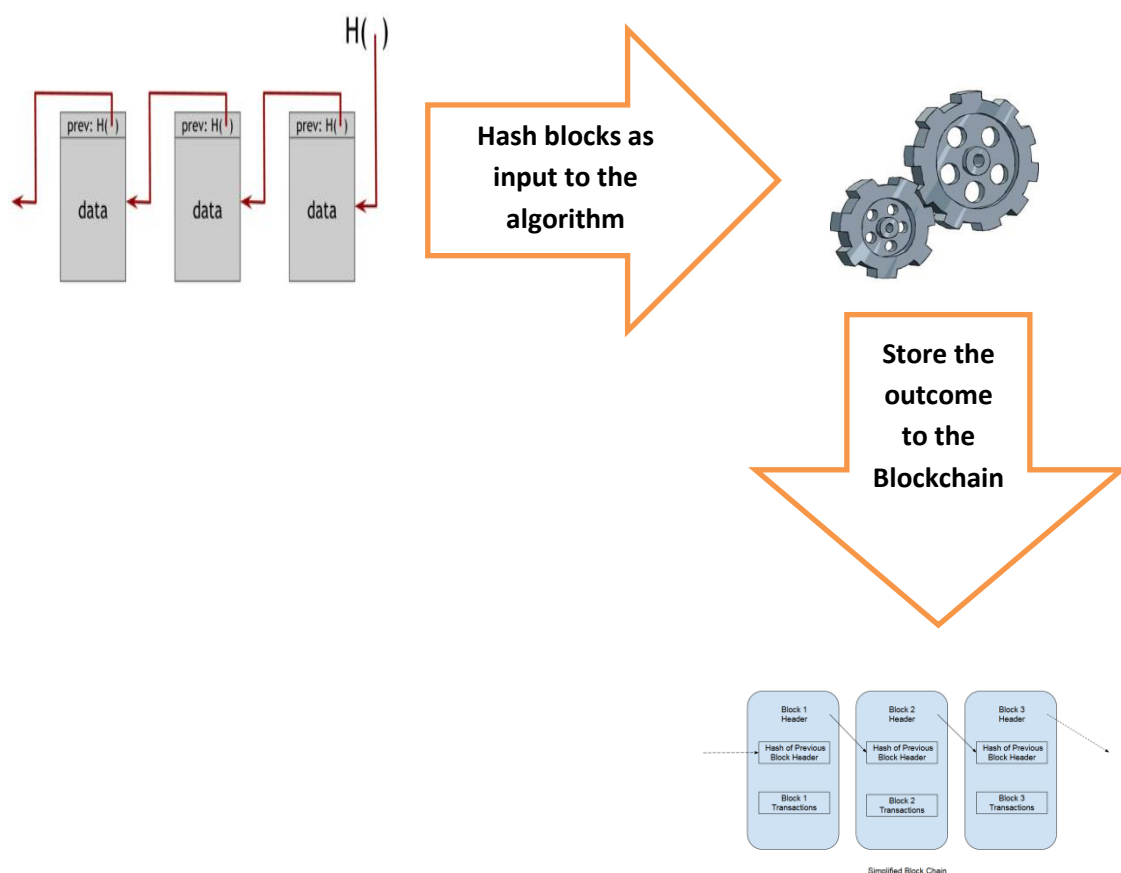 H( )
prev: H( )
prev: H( )
prev: H( )
data
data
data
Hash blocks as
input to the
algorithm
Store the
outcome
to the
Blockchain
Block 1
Header
Block 2
Header
Block 3
Header
Hash of Previous
Block Header
Hash of Previous
Block Header
Hash of Previous
Block Header
Block 1
Transactions
Block 2
Transactions
Block 3
Transactions
Simplified Block Chain